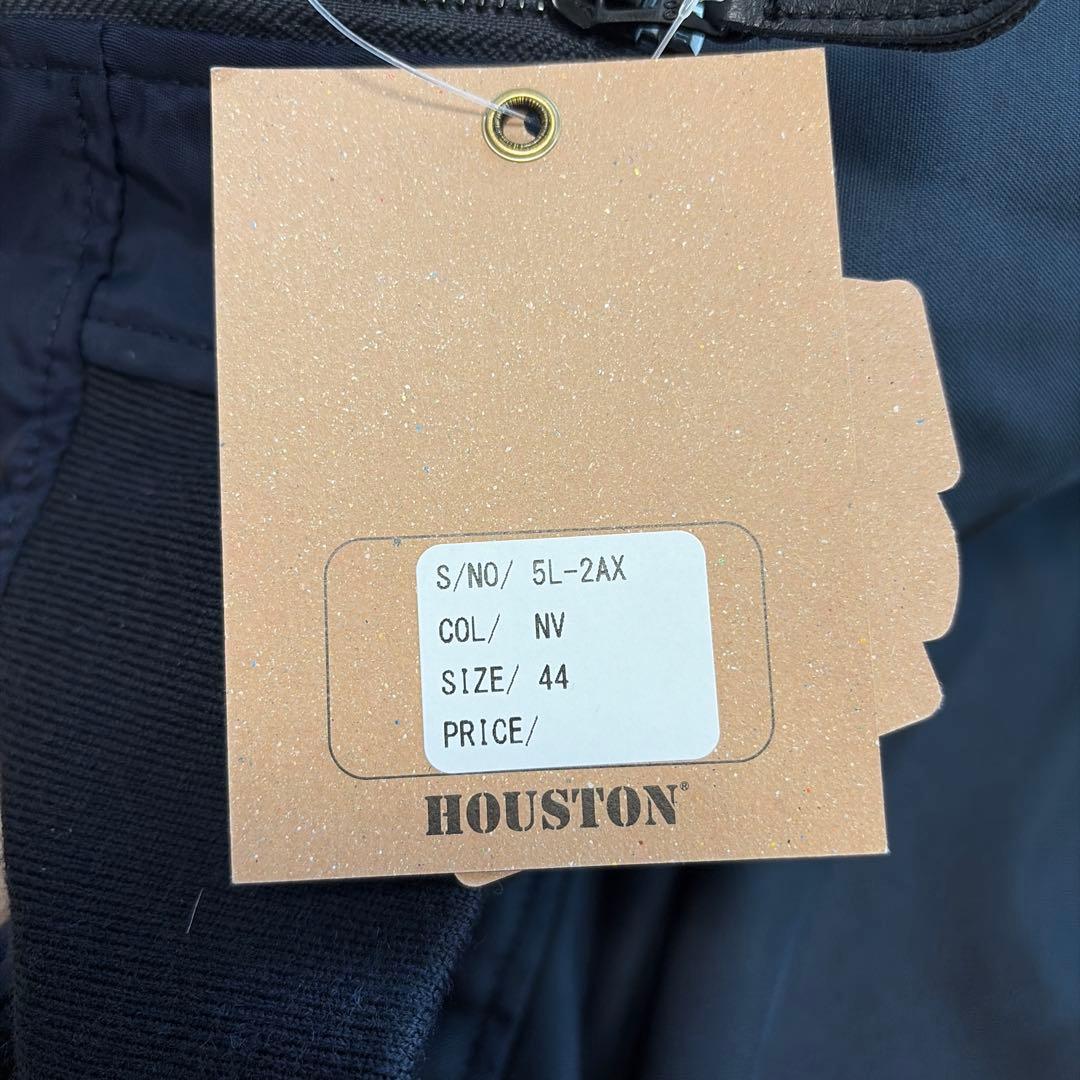 S/NO/ 5L-2AX
COL/ NV
SIZE/ 44
PRICE/
HOUSTON®